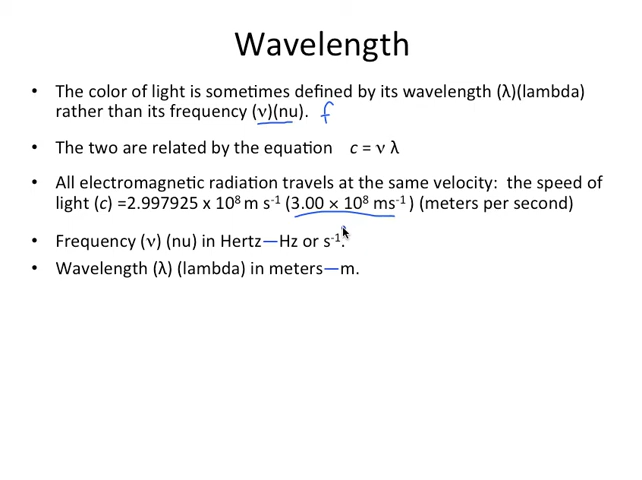 Wavelength
• The color of light is sometimes defined by its wavelength (λ)(lambda)
rather than its frequency (ν)(nu). f
• The two are related by the equation c = ν λ
• All electromagnetic radiation travels at the same velocity: the speed of
light (c) =2.997925 x 10⁸ m s⁻¹ (3.00 × 10⁸ ms⁻¹ ) (meters per second)
• Frequency (ν) (nu) in Hertz—Hz or s⁻¹.
• Wavelength (λ) (lambda) in meters—m.